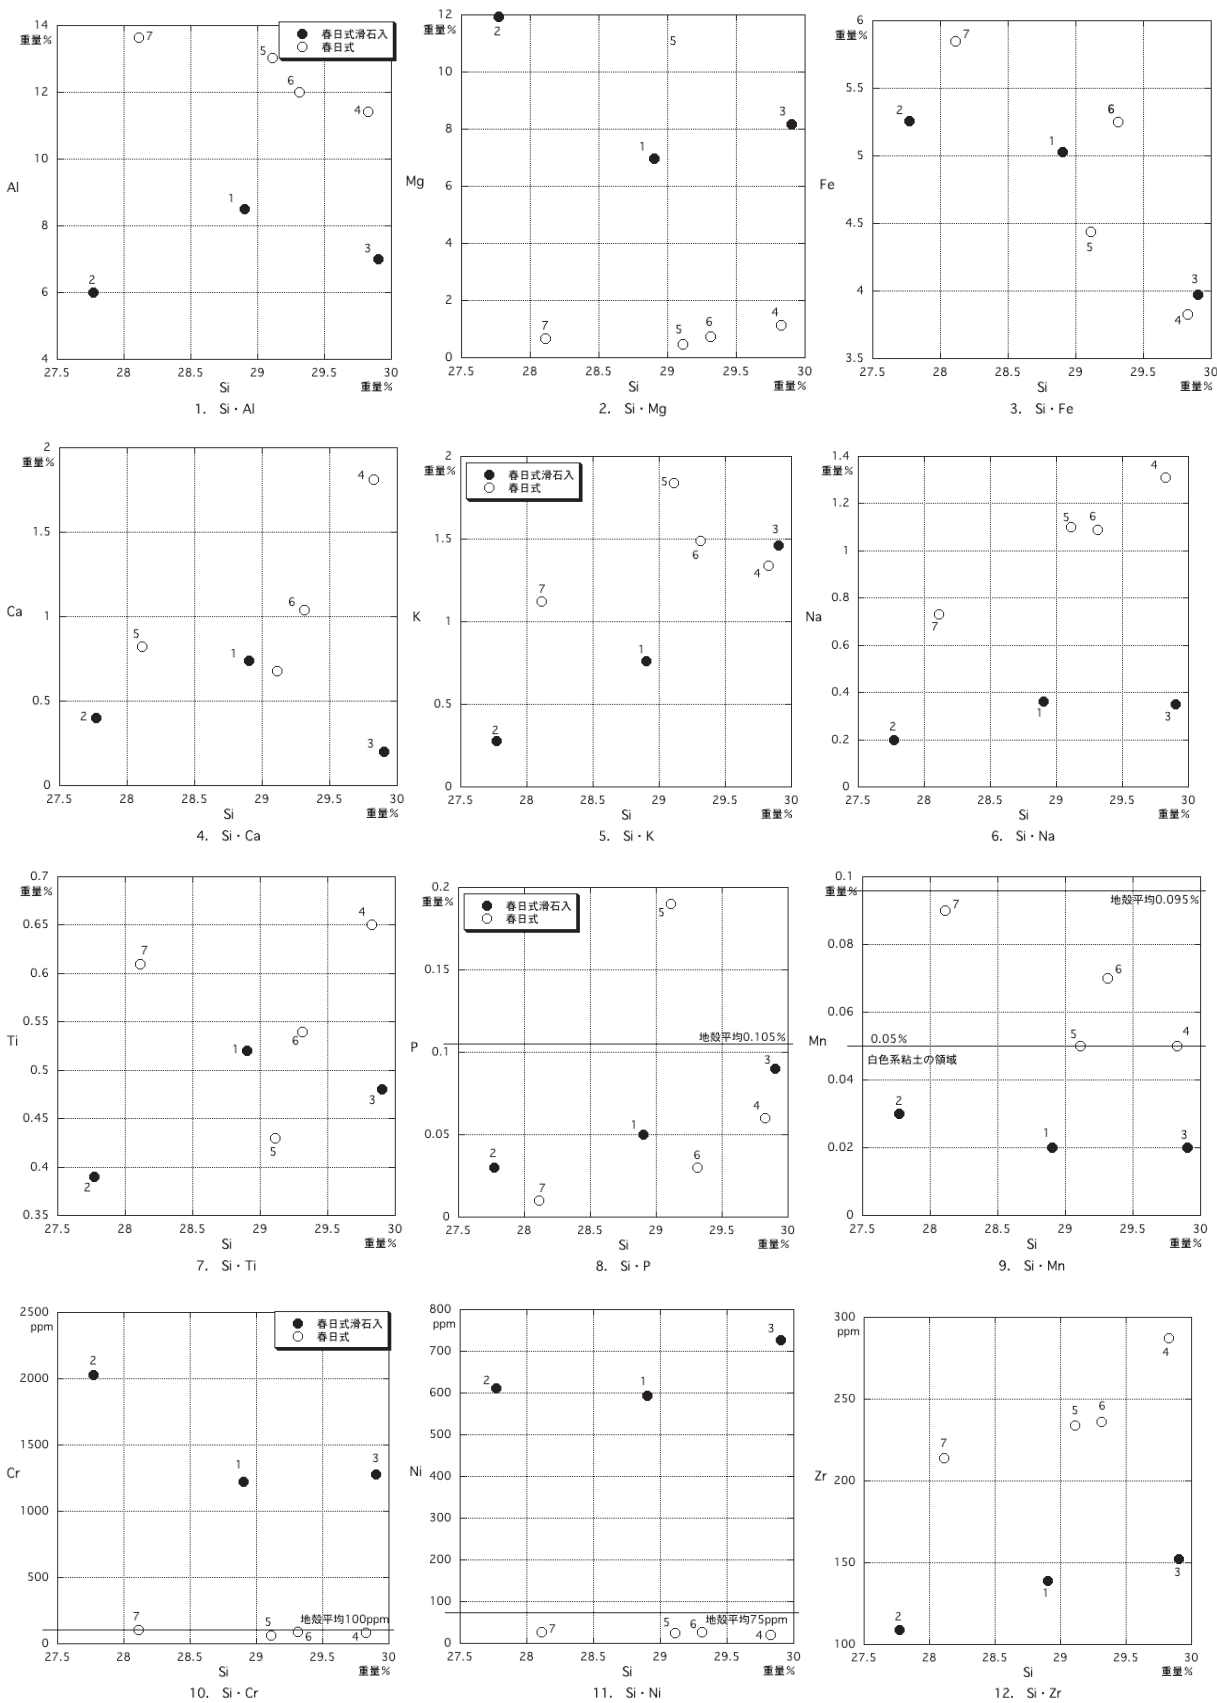 14
重量%
12
10
Al
8
6
4
27.5 28 28.5 29 29.5 30
Si 重量%
1. Si・Al
● 春日式滑石入
○ 春日式
7
5
6
4
1
3
2
12
重量%
10
8
Mg
6
4
2
0
27.5 28 28.5 29 29.5 30
Si 重量%
2. Si・Mg
2
5
3
1
7
5
6
4
6
重量%
5.5
5
Fe
4.5
4
3.5
27.5 28 28.5 29 29.5 30
Si 重量%
3. Si・Fe
7
2
6
1
5
3
4
2
重量%
1.5
Ca
1
0.5
0
27.5 28 28.5 29 29.5 30
Si 重量%
4. Si・Ca
4
6
5
1
2
3
2
重量%
1.5
K
1
0.5
0
27.5 28 28.5 29 29.5 30
Si 重量%
5. Si・K
● 春日式滑石入
○ 春日式
5
3
6
4
7
1
2
1.4
重量%
1.2
1
0.8
Na
0.6
0.4
0.2
0
27.5 28 28.5 29 29.5 30
Si 重量%
6. Si・Na
4
5
6
7
1
3
2
0.7
重量%
0.65
0.6
0.55
Ti
0.5
0.45
0.4
0.35
27.5 28 28.5 29 29.5 30
Si 重量%
7. Si・Ti
4
7
6
1
3
5
2
0.2
重量%
0.15
P
0.1
0.05
0
27.5 28 28.5 29 29.5 30
Si 重量%
8. Si・P
● 春日式滑石入
○ 春日式
5
地殻平均0.105%
3
4
1
6
2
7
0.1
重量%
0.08
0.06
Mn
0.04
0.02
0
27.5 28 28.5 29 29.5 30
Si 重量%
9. Si・Mn
地殻平均0.095%
7
6
0.05%
5
4
白色系粘土の領域
2
1
3
2500
ppm
2000
1500
Cr
1000
500
0
27.5 28 28.5 29 29.5 30
Si 重量%
10. Si・Cr
● 春日式滑石入
○ 春日式
2
1
3
地殻平均100ppm
7
5
6
4
800
ppm
700
600
500
Ni
400
300
200
100
0
27.5 28 28.5 29 29.5 30
Si 重量%
11. Si・Ni
3
2
1
地殻平均75ppm
7
5
6
4
300
ppm
250
Zr
200
150
100
27.5 28 28.5 29 29.5 30
Si 重量%
12. Si・Zr
4
5
6
7
3
1
2